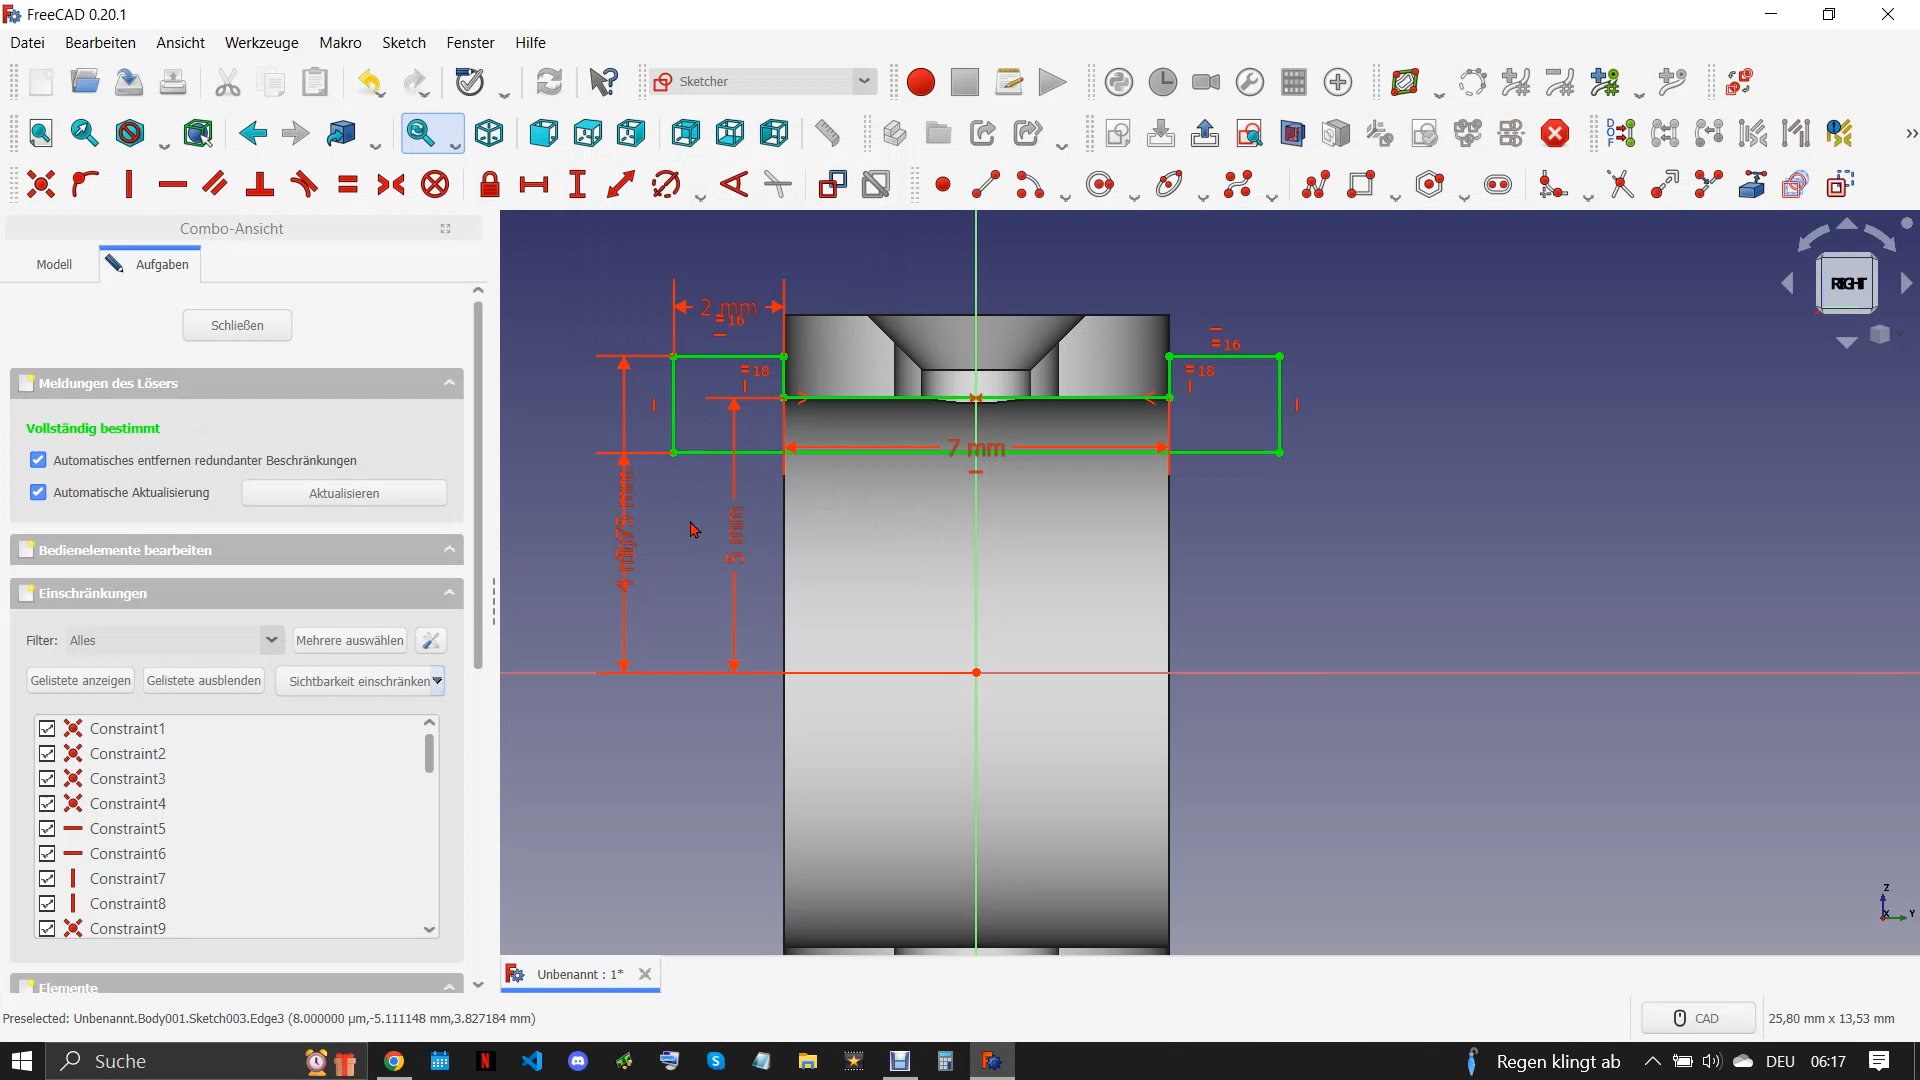 FreeCAD 0.20.1
Datei Bearbeiten Ansicht Werkzeuge Makro Sketch Fenster Hilfe
Sketcher
Combo-Ansicht
Modell Aufgaben
Schließen
Meldungen des Lösers
Vollständig bestimmt
Automatisches entfernen redundanter Beschränkungen
Automatische Aktualisierung Aktualisieren
Bedienelemente bearbeiten
Einschränkungen
Filter: Alles Mehrere auswählen
Gelistete anzeigen Gelistete ausblenden Sichtbarkeit einschränken
Constraint1
Constraint2
Constraint3
Constraint4
Constraint5
Constraint6
Constraint7
Constraint8
Constraint9
Elemente
2 mm
=16
=18
=16
=18
7 mm
5 mm
RIGHT
Z
X
Y
Unbenannt : 1*
Preselected: Unbenannt.Body001.Sketch003.Edge3 (8.000000 µm,-5.111148 mm,3.827184 mm)
CAD 25,80 mm x 13,53 mm
Suche
Regen klingt ab DEU 06:17